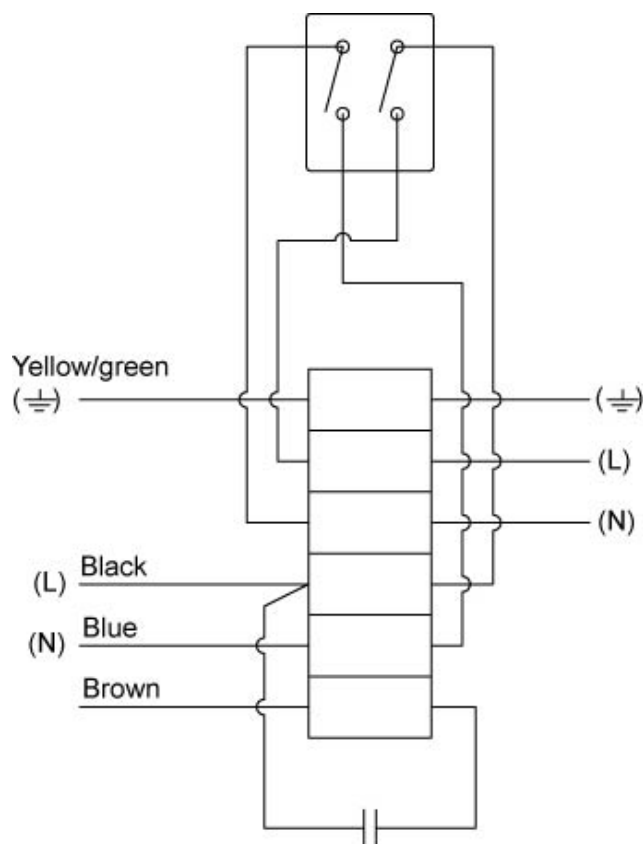 Yellow/green
(⏚) (⏚)
(L)
(N)
(L) Black
(N) Blue
Brown